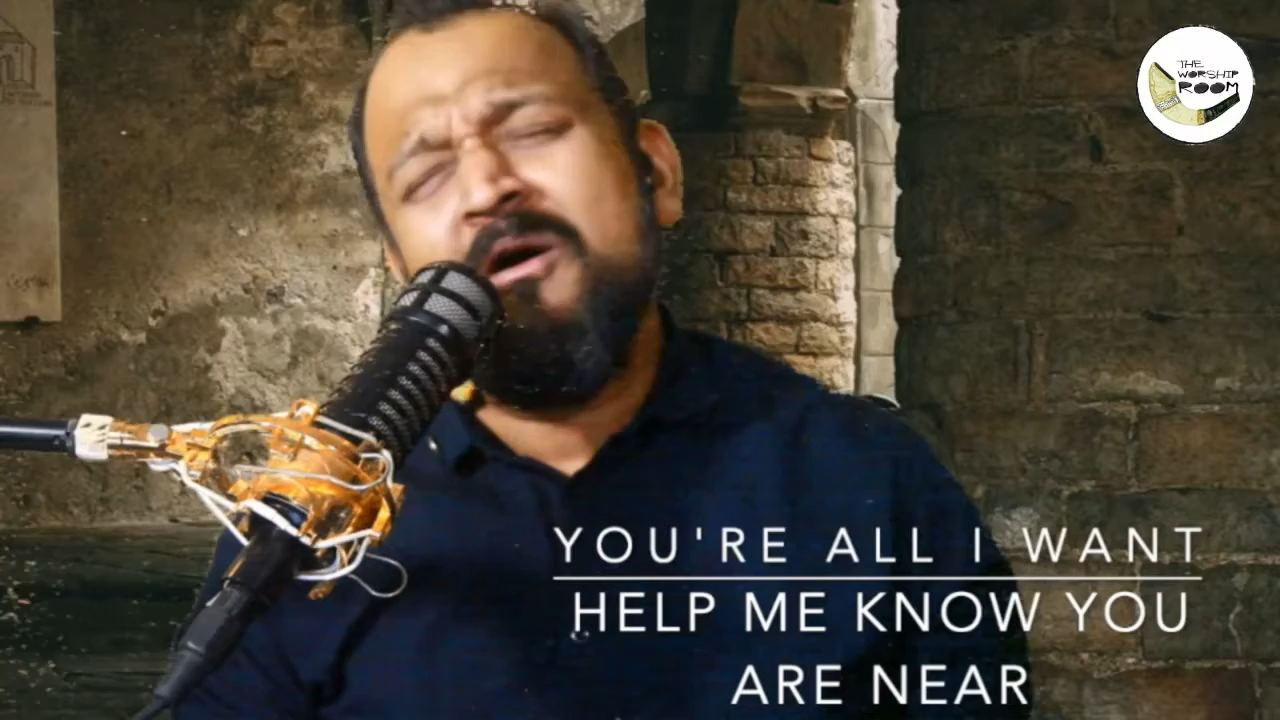 THE
WORSHIP
ROOM
YOU'RE ALL I WANT
HELP ME KNOW YOU
ARE NEAR